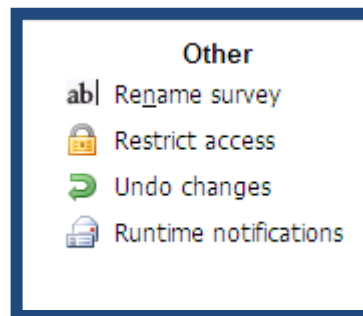 Other
ab| Rename survey
Restrict access
Undo changes
Runtime notifications